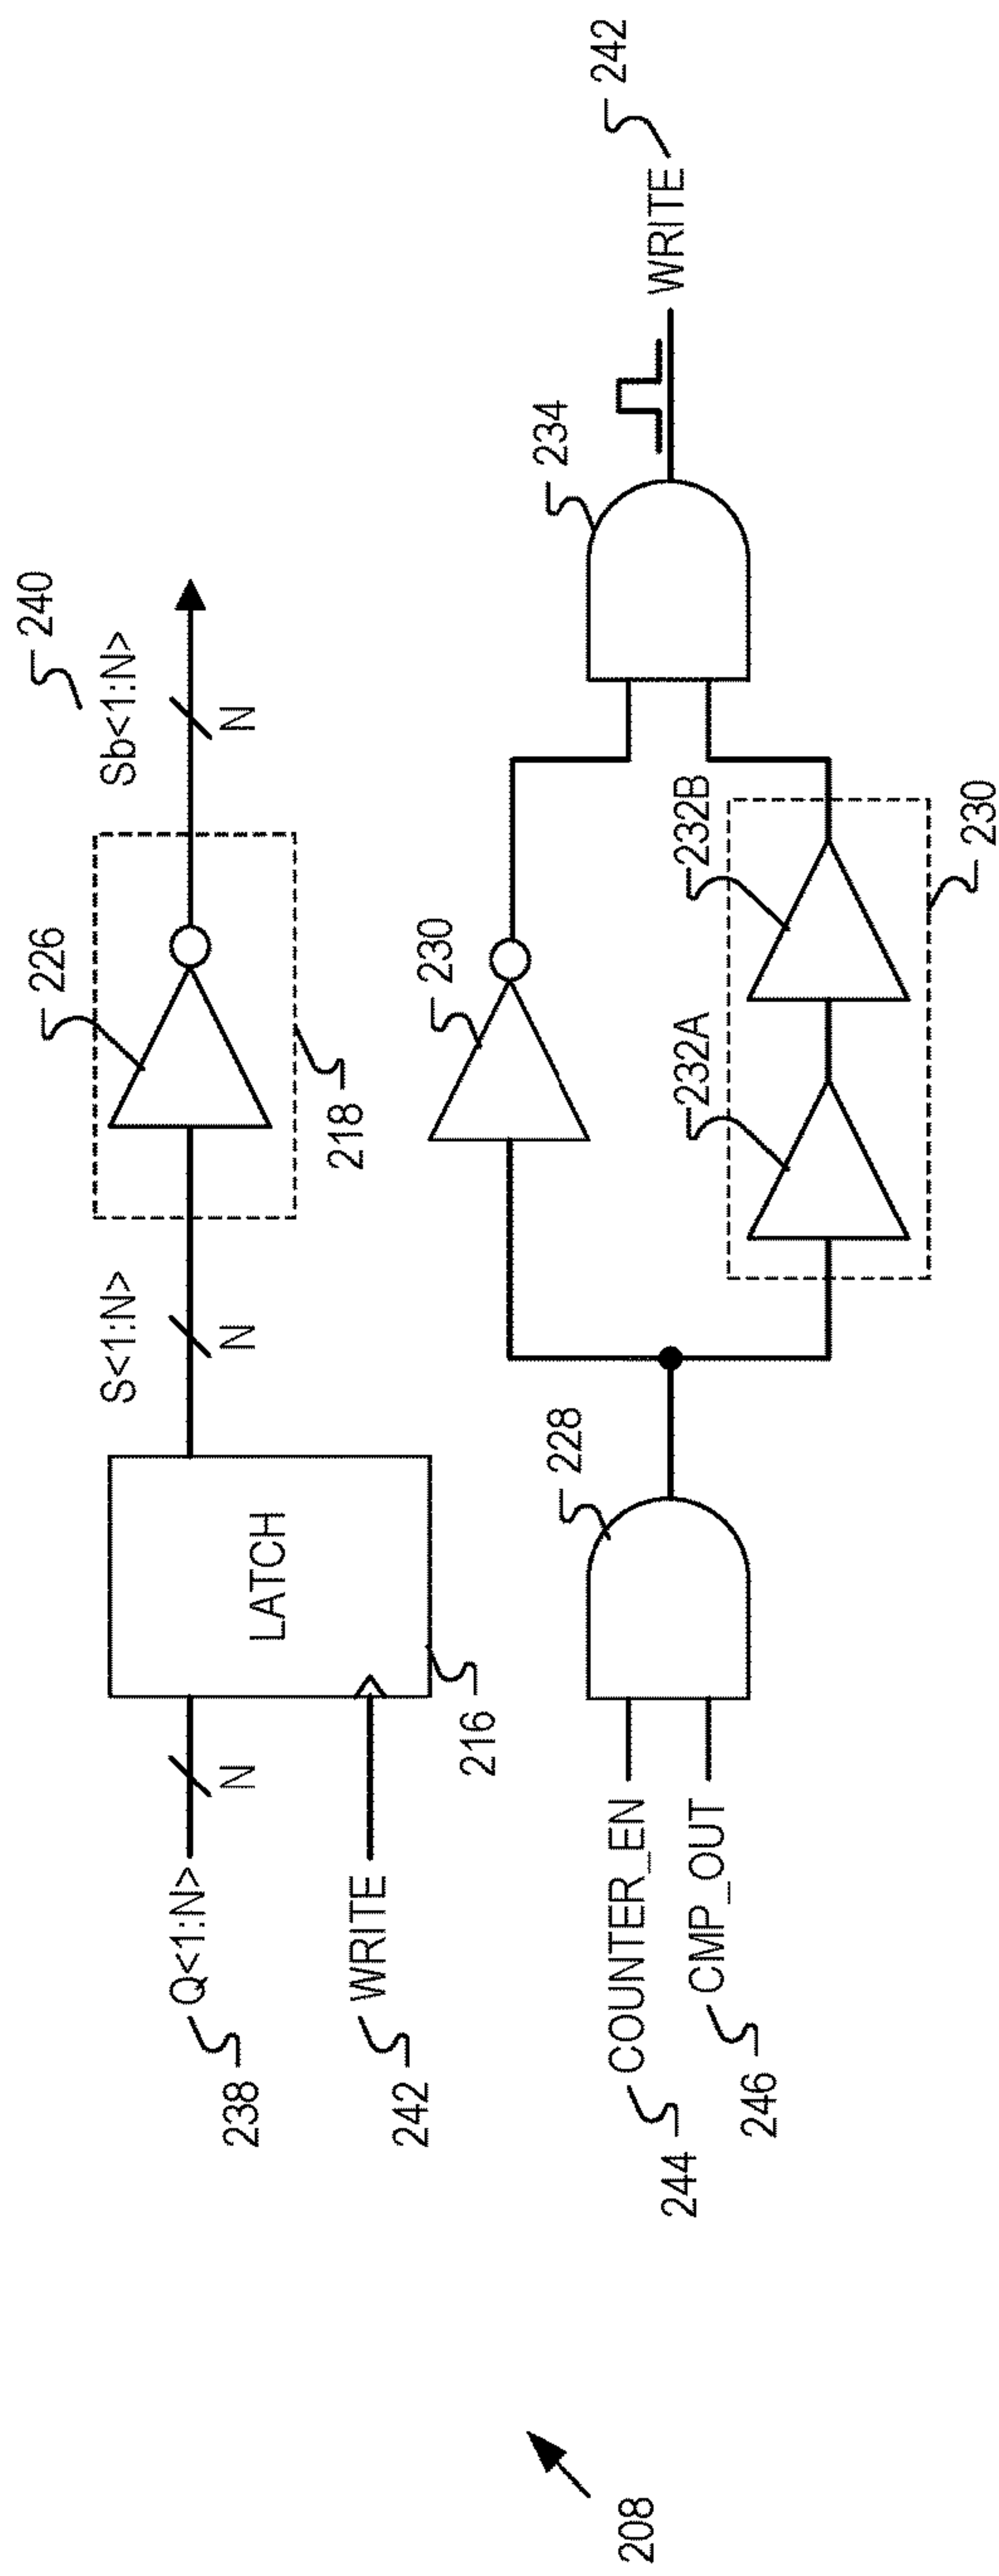 208
238
Q<1:N>
N
242
WRITE
LATCH
216
S<1:N>
N
226
218
Sb<1:N>
240
N
244
COUNTER_EN
246
CMP_OUT
228
230
232A
232B
230
234
WRITE
242